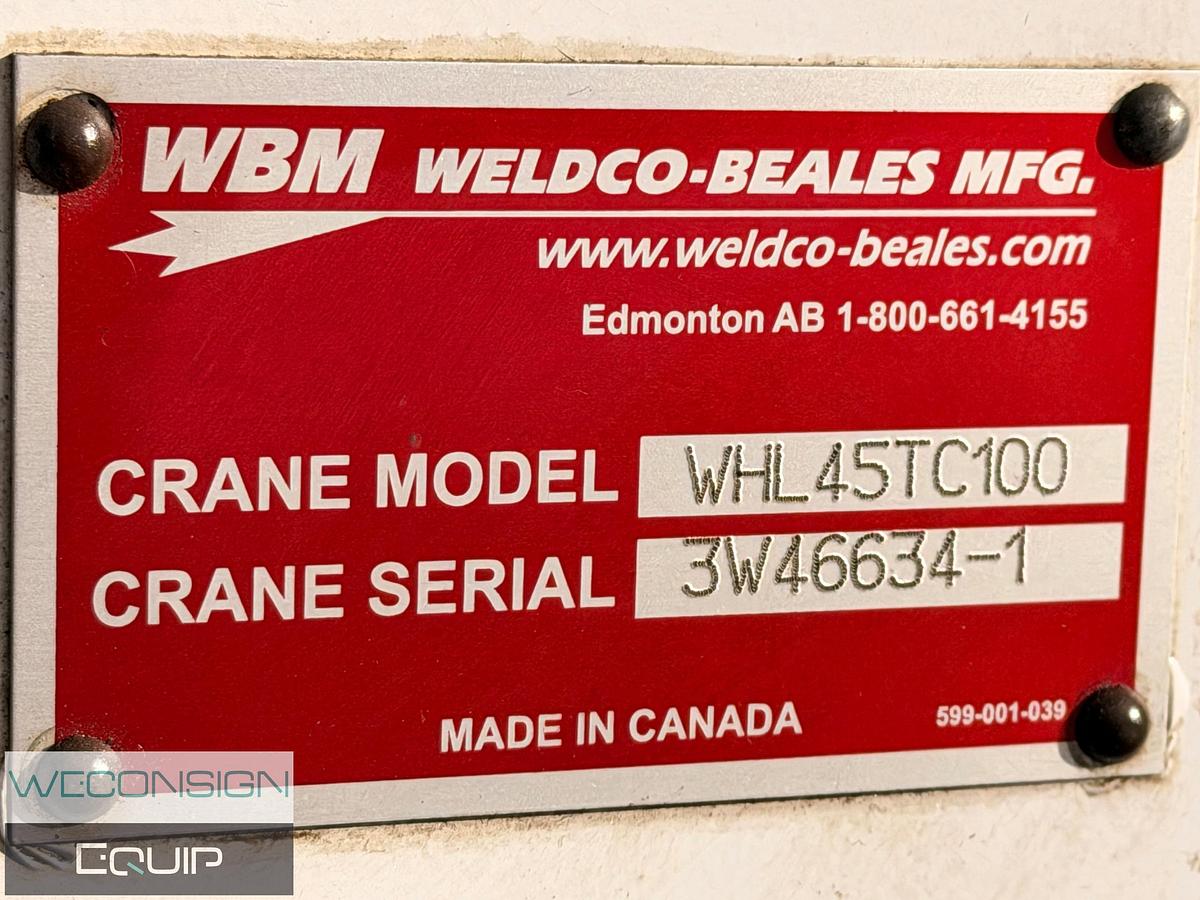 WBM WELDCO-BEALES MFG.
www.weldco-beales.com
Edmonton AB 1-800-661-4155
CRANE MODEL WHL45TC100
CRANE SERIAL 3W46634-1
MADE IN CANADA 599-001-039
WECONSIGN
EQUIP